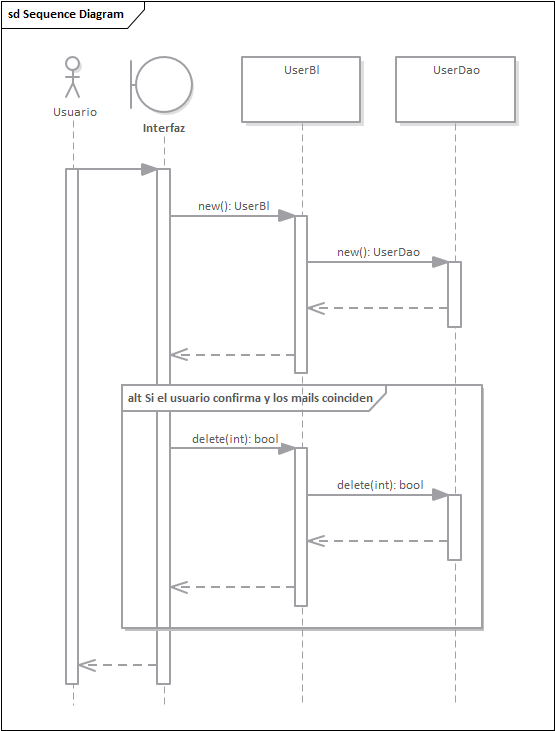 sd Sequence Diagram
UserBl
UserDao
Usuario
Interfaz
new(): UserBl
new(): UserDao
alt Si el usuario confirma y los mails coinciden
delete(int): bool
delete(int): bool